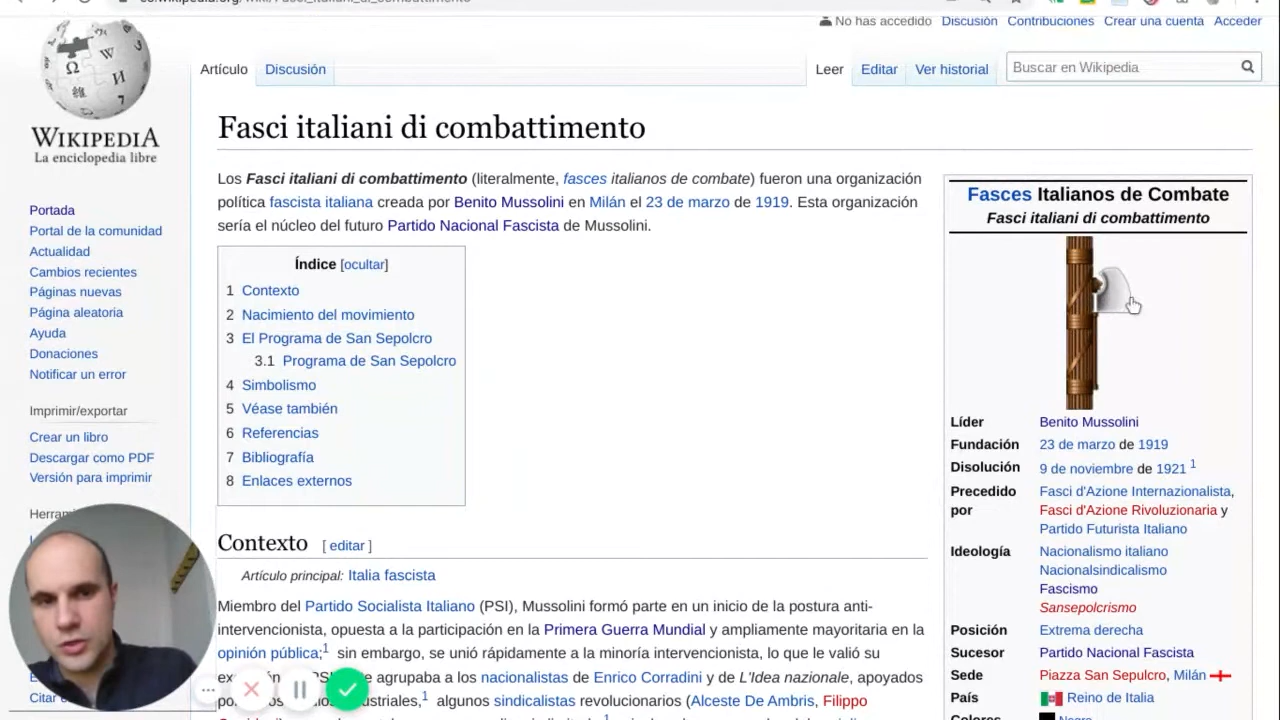 No has accedido Discusión Contribuciones Crear una cuenta Acceder
Artículo Discusión Leer Editar Ver historial Buscar en Wikipedia
WIKIPEDIA
La enciclopedia libre
Portada
Portal de la comunidad
Actualidad
Cambios recientes
Páginas nuevas
Página aleatoria
Ayuda
Donaciones
Notificar un error
Imprimir/exportar
Crear un libro
Descargar como PDF
Versión para imprimir
Fasci italiani di combattimento
Los Fasci italiani di combattimento (literalmente, fasces italianos de combate) fueron una organización
política fascista italiana creada por Benito Mussolini en Milán el 23 de marzo de 1919. Esta organización
sería el núcleo del futuro Partido Nacional Fascista de Mussolini.
Índice [ocultar]
1 Contexto
2 Nacimiento del movimiento
3 El Programa de San Sepolcro
3.1 Programa de San Sepolcro
4 Simbolismo
5 Véase también
6 Referencias
7 Bibliografía
8 Enlaces externos
Contexto [ editar ]
Artículo principal: Italia fascista
Miembro del Partido Socialista Italiano (PSI), Mussolini formó parte en un inicio de la postura anti-
intervencionista, opuesta a la participación en la Primera Guerra Mundial y ampliamente mayoritaria en la
opinión pública;1 sin embargo, se unió rápidamente a la minoría intervencionista, lo que le valió su
agrupaba a los nacionalistas de Enrico Corradini y de L'Idea nazionale, apoyados
algunos sindicalistas revolucionarios (Alceste De Ambris, Filippo
Fasces Italianos de Combate
Fasci italiani di combattimento
Líder Benito Mussolini
Fundación 23 de marzo de 1919
Disolución 9 de noviembre de 1921 1
Precedido Fasci d'Azione Internazionalista,
por Fasci d'Azione Rivoluzionaria y
Partido Futurista Italiano
Ideología Nacionalismo italiano
Nacionalsindicalismo
Fascismo
Sansepolcrismo
Posición Extrema derecha
Sucesor Partido Nacional Fascista
Sede Piazza San Sepulcro, Milán
País Reino de Italia